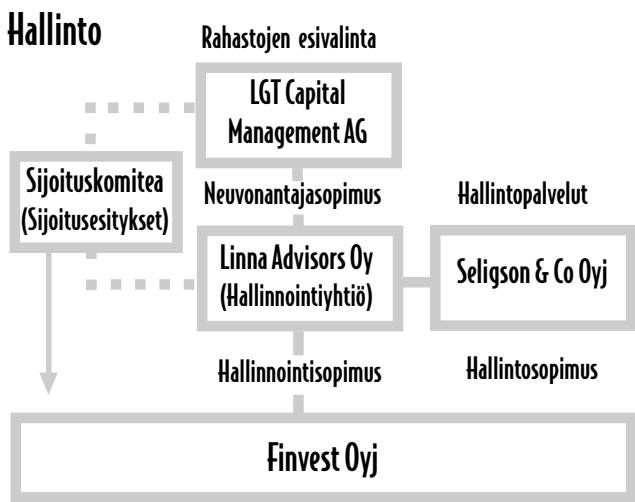 Hallinto
Rahastojen esivalinta
LGT Capital
Management AG
Sijoituskomitea
(Sijoitusesitykset)
Neuvonantajasopimus
Hallintopalvelut
Linna Advisors Oy
(Hallinnointiyhtiö)
Seligson & Co Oyj
Hallinnointisopimus
Hallintosopimus
Finvest Oyj